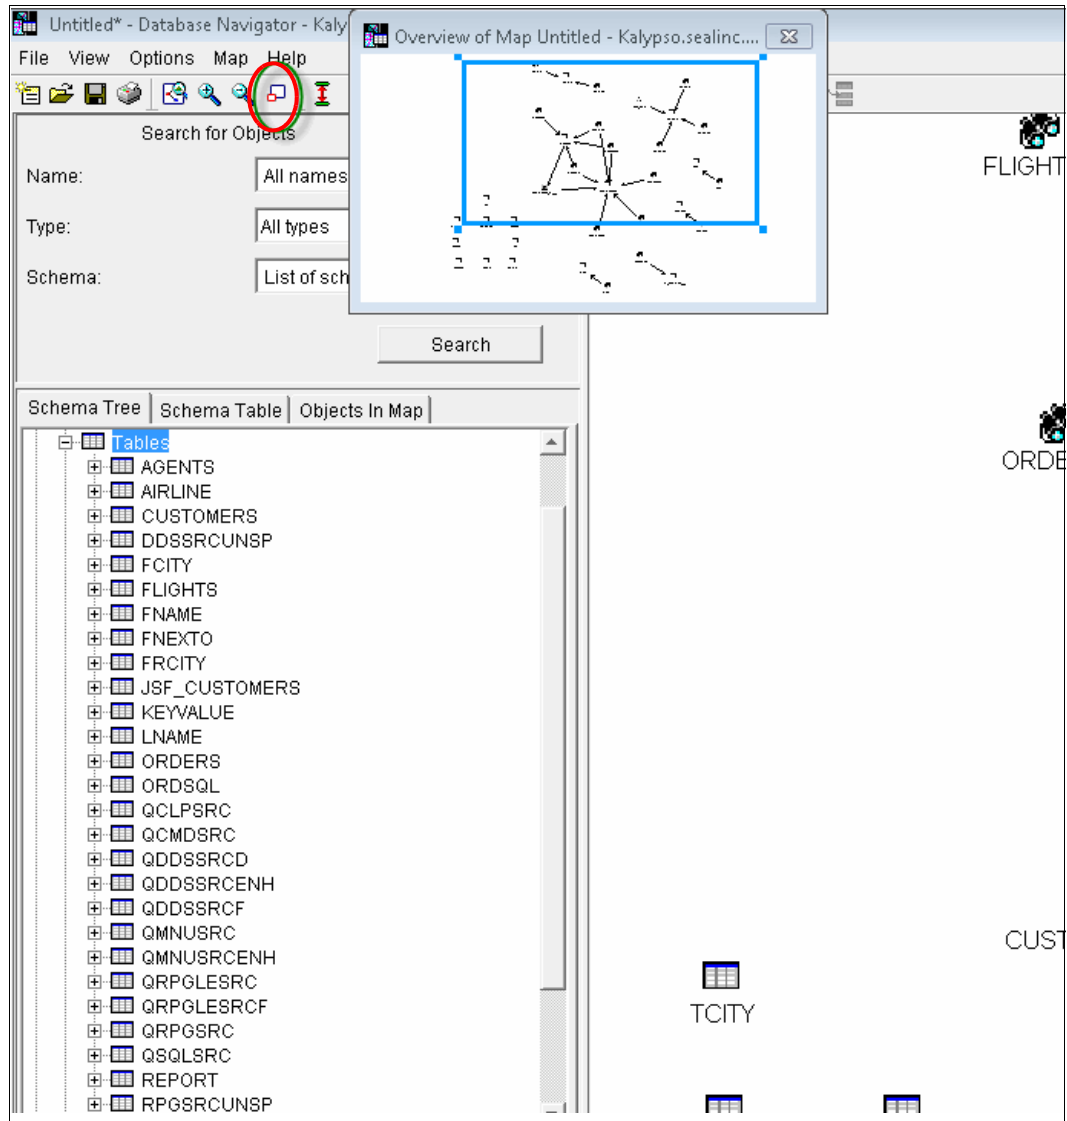 Untitled* - Database Navigator - Kaly
Overview of Map Untitled - Kalypso.sealinc....
File View Options Map Help
Search for Objects
Name:
All names
Type:
All types
Schema:
List of sch
Search
Schema Tree
Schema Table
Objects In Map
Tables
AGENTS
AIRLINE
CUSTOMERS
DDSSRCUNSP
FCITY
FLIGHTS
FNAME
FNEXTO
FRCITY
JSF_CUSTOMERS
KEYVALUE
LNAME
ORDERS
ORDSQL
QCLPSRC
QCMDSRC
QDDSSRCD
QDDSSRCENH
QDDSSRCF
QMNUSRC
QMNUSRCENH
QRPGLESRC
QRPGLESRCF
QRPGSRC
QSQLSRC
REPORT
RPGSRCUNSP
FLIGHT
ORDE
CUST
TCITY